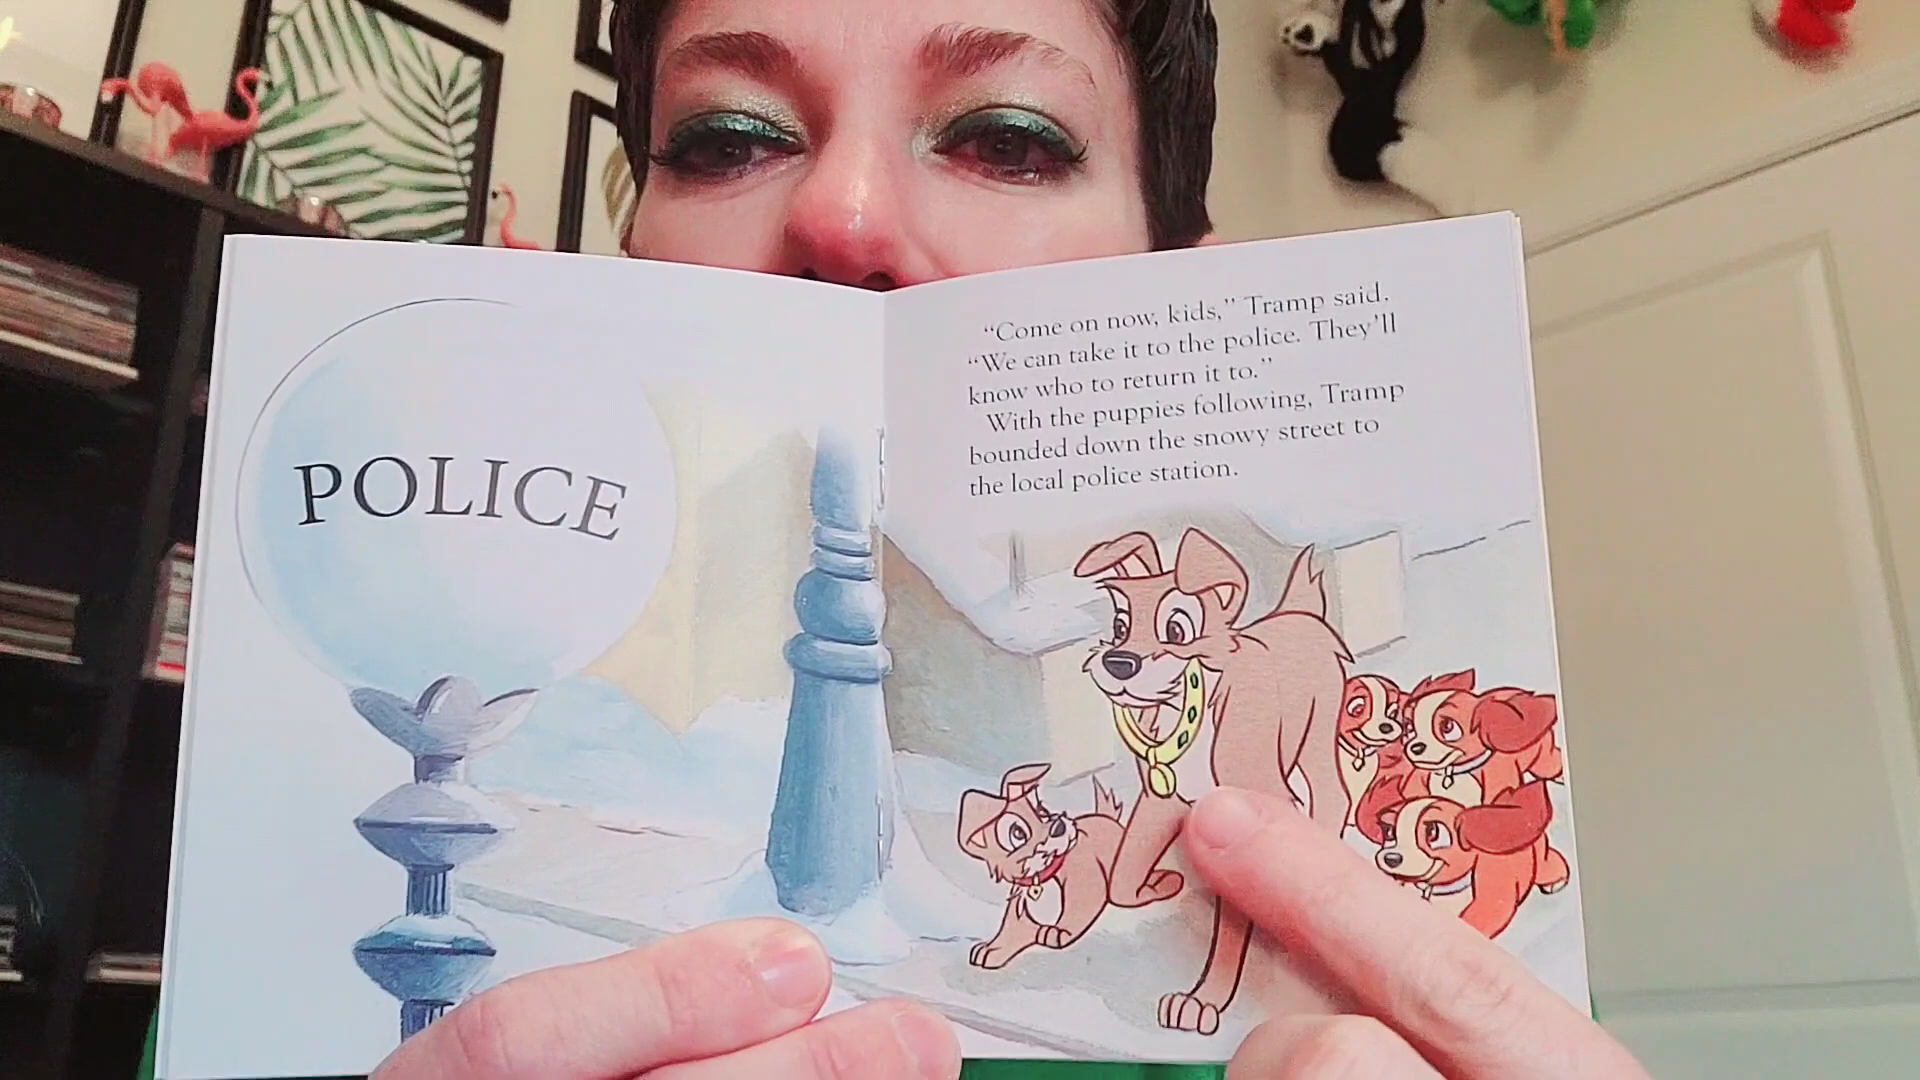 POLICE
“Come on now, kids,” Tramp said.
“We can take it to the police. They’ll
know who to return it to.”
With the puppies following, Tramp
bounded down the snowy street to
the local police station.